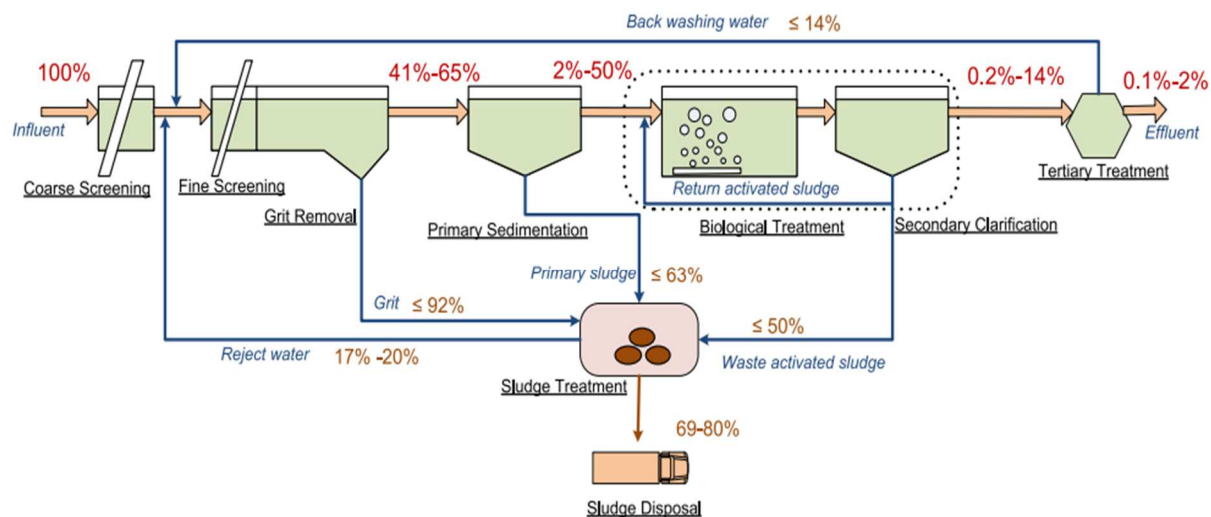 Back washing water ≤ 14%
100%
41%-65%
2%-50%
0.2%-14%
0.1%-2%
Influent
Effluent
Coarse Screening
Fine Screening
Grit Removal
Primary Sedimentation
Return activated sludge
Biological Treatment
Secondary Clarification
Tertiary Treatment
Primary sludge ≤ 63%
Grit ≤ 92%
≤ 50%
Reject water 17% -20%
Waste activated sludge
Sludge Treatment
69-80%
Sludge Disposal